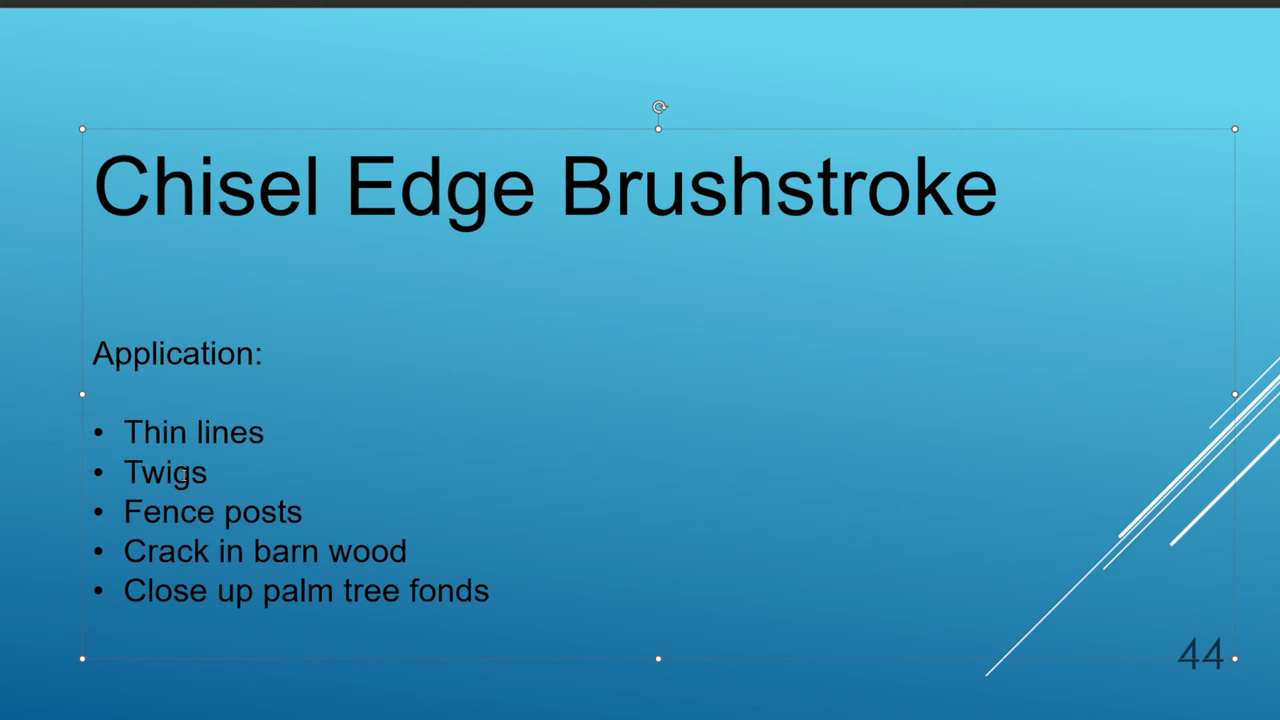 Chisel Edge Brushstroke
Application:
• Thin lines
• Twigs
• Fence posts
• Crack in barn wood
• Close up palm tree fonds
44